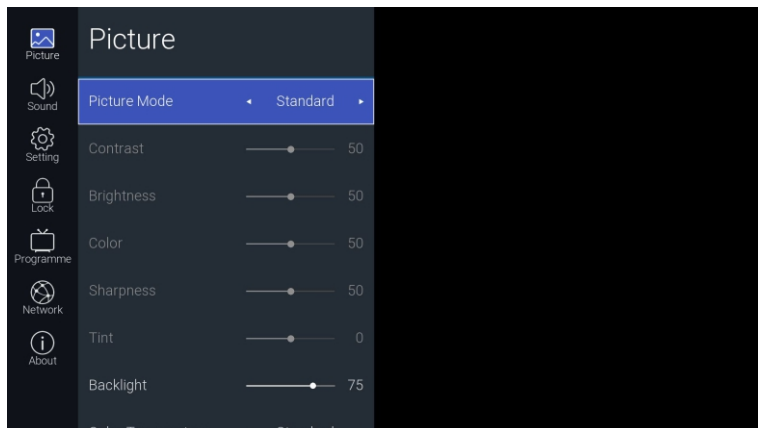 Picture
Picture
Sound
Setting
Lock
Programme
Network
About
Picture Mode Standard
Contrast 50
Brightness 50
Color 50
Sharpness 50
Tint 0
Backlight 75